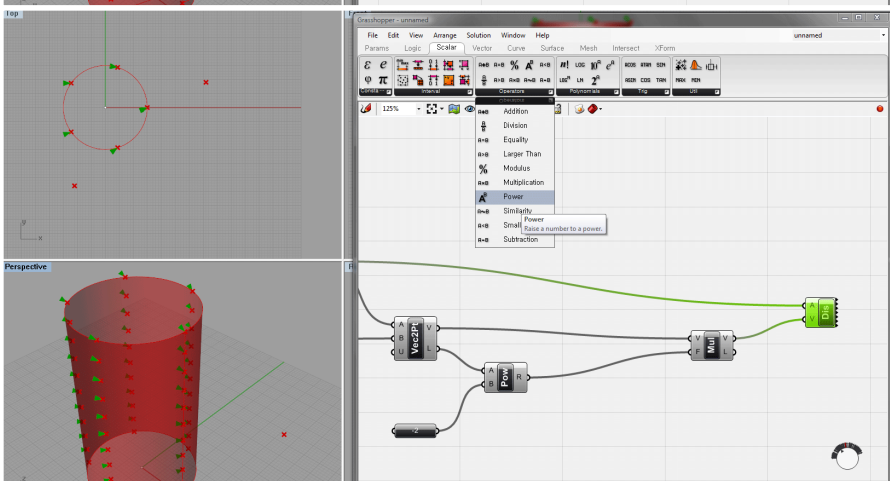 Top
Grasshopper - unnamed
File Edit View Arrange Solution Window Help
unnamed
Params Logic Scalar Vector Curve Surface Mesh Intersect XForm
Interval Operators Polynomials Trig Util
125%
Addition
Division
Equality
Larger Than
Modulus
Multiplication
Power
Similarity
Power
Small
Raise a number to a power.
Subtraction
Perspective
A
V
Dis
A
B
U
Vec2Pt
V
L
V
F
Mul
V
L
A
B
Pow
R
-2
x
z